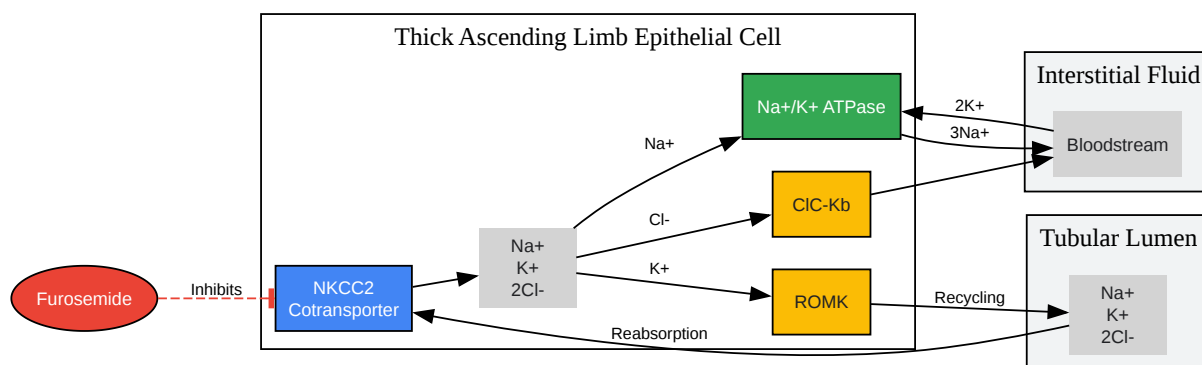 Thick Ascending Limb Epithelial Cell
Interstitial Fluid
Na+/K+ ATPase
2K+
3Na+
Bloodstream
Na+
Cl-
ClC-Kb
Tubular Lumen
Na+
K+
2Cl-
K+
Furosemide
Inhibits
NKCC2
Cotransporter
ROMK
Recycling
Na+
K+
2Cl-
Reabsorption